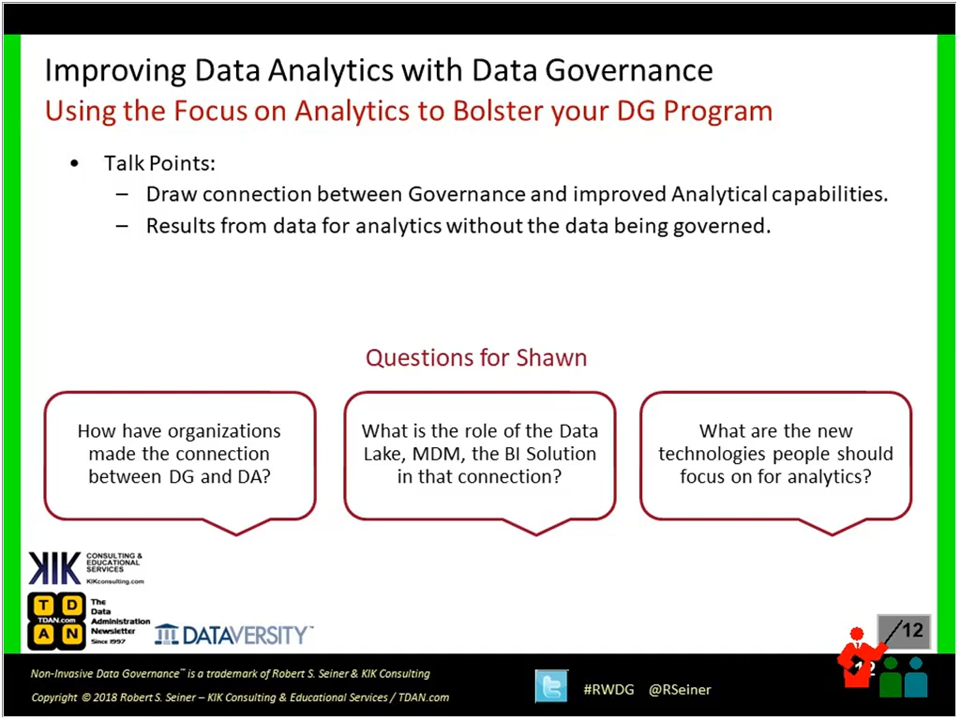 Improving Data Analytics with Data Governance
Using the Focus on Analytics to Bolster your DG Program
• Talk Points:
– Draw connection between Governance and improved Analytical capabilities.
– Results from data for analytics without the data being governed.
Questions for Shawn
How have organizations
made the connection
between DG and DA?
What is the role of the Data
Lake, MDM, the BI Solution
in that connection?
What are the new
technologies people should
focus on for analytics?
KIK
CONSULTING &
EDUCATIONAL
SERVICES
KIKconsulting.com
T D
TDAN.com
A N
The
Data
Administration
Newsletter
Since 1997
DATAVERSITY™
/12
12
Non-Invasive Data Governance™ is a trademark of Robert S. Seiner & KIK Consulting
Copyright © 2018 Robert S. Seiner – KIK Consulting & Educational Services / TDAN.com
#RWDG @RSeiner